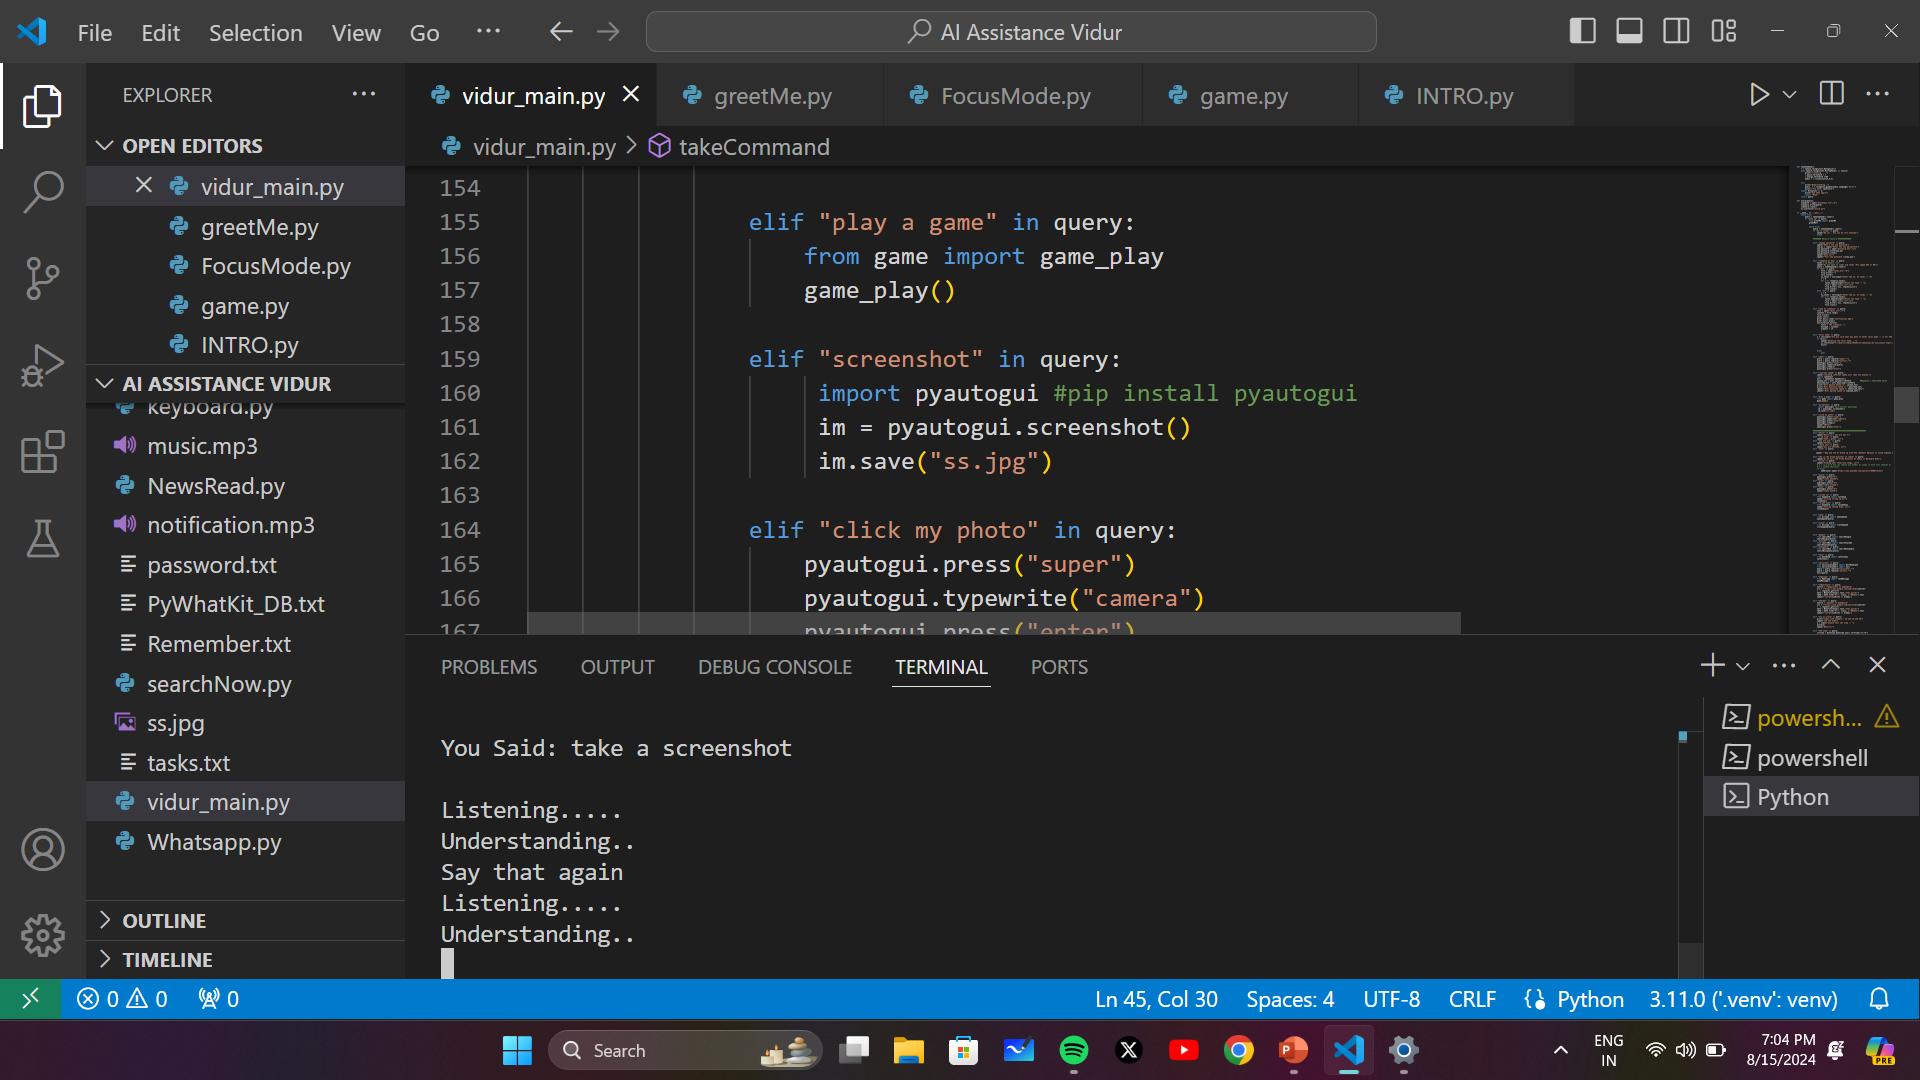 File Edit Selection View Go ···
AI Assistance Vidur
EXPLORER
OPEN EDITORS
vidur_main.py
greetMe.py
FocusMode.py
game.py
INTRO.py
AI ASSISTANCE VIDUR
keyboard.py
music.mp3
NewsRead.py
notification.mp3
password.txt
PyWhatKit_DB.txt
Remember.txt
searchNow.py
ss.jpg
tasks.txt
vidur_main.py
Whatsapp.py
OUTLINE
TIMELINE
vidur_main.py greetMe.py FocusMode.py game.py INTRO.py
vidur_main.py > takeCommand
154
155 elif "play a game" in query:
156 from game import game_play
157 game_play()
158
159 elif "screenshot" in query:
160 import pyautogui #pip install pyautogui
161 im = pyautogui.screenshot()
162 im.save("ss.jpg")
163
164 elif "click my photo" in query:
165 pyautogui.press("super")
166 pyautogui.typewrite("camera")
167 pyautogui.press("enter")
PROBLEMS OUTPUT DEBUG CONSOLE TERMINAL PORTS
You Said: take a screenshot
Listening.....
Understanding..
Say that again
Listening.....
Understanding..
powersh...
powershell
Python
0 0 0
Ln 45, Col 30 Spaces: 4 UTF-8 CRLF Python 3.11.0 ('.venv': venv)
Search
ENG
IN
7:04 PM
8/15/2024
PRE